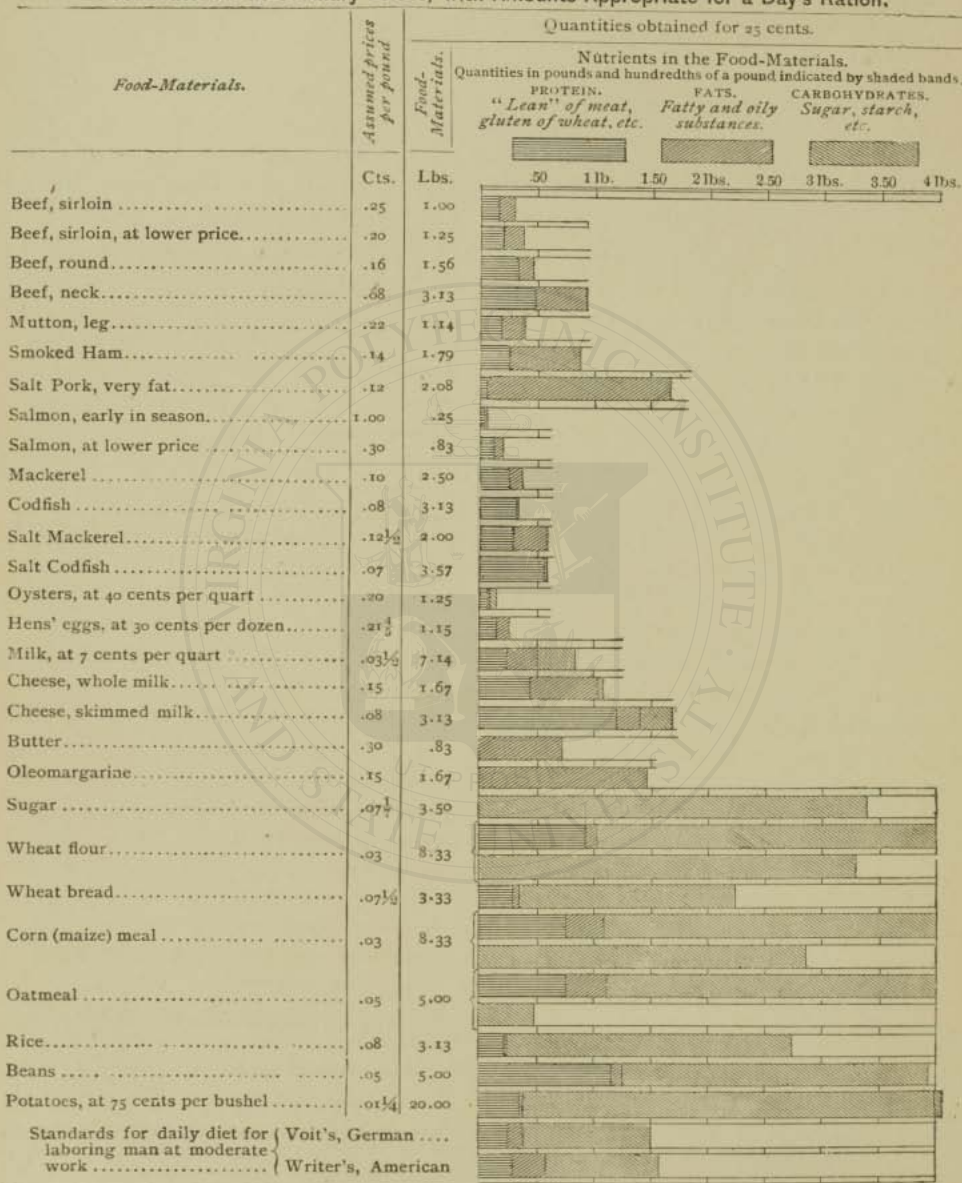 with Amounts Appropriate for a Day's Ration.
Food-Materials.
Assumed prices per pound
Food-Materials.
Quantities obtained for 25 cents.
Nutrients in the Food-Materials.
Quantities in pounds and hundredths of a pound indicated by shaded bands
PROTEIN. FATS. CARBOHYDRATES.
"Lean" of meat, Fatty and oily Sugar, starch,
gluten of wheat, etc. substances. etc.
Cts. Lbs. .50 1 lb. 1.50 2 lbs. 2.50 3 lbs. 3.50 4 lbs.
Beef, sirloin .25 1.00
Beef, sirloin, at lower price .20 1.25
Beef, round .16 1.56
Beef, neck .08 3.13
Mutton, leg .22 1.14
Smoked Ham .14 1.79
Salt Pork, very fat .12 2.08
Salmon, early in season 1.00 .25
Salmon, at lower price .30 .83
Mackerel .10 2.50
Codfish .08 3.13
Salt Mackerel .12½ 2.00
Salt Codfish .07 3.57
Oysters, at 40 cents per quart .20 1.25
Hens' eggs, at 30 cents per dozen 1.15
Milk, at 7 cents per quart .03½ 7.14
Cheese, whole milk .15 1.67
Cheese, skimmed milk .08 3.13
Butter .30 .83
Oleomargarine .15 1.67
Sugar 3.50
Wheat flour .03 8.33
Wheat bread .07½ 3.33
Corn (maize) meal .03 8.33
Oatmeal .05 5.00
Rice .08 3.13
Beans .05 5.00
Potatoes, at 75 cents per bushel .01¼ 20.00
Standards for daily diet for { Voit's, German
laboring man at moderate
work { Writer's, American
VIRGINIA POLYTECHNIC INSTITUTE
AND STATE UNIVERSITY